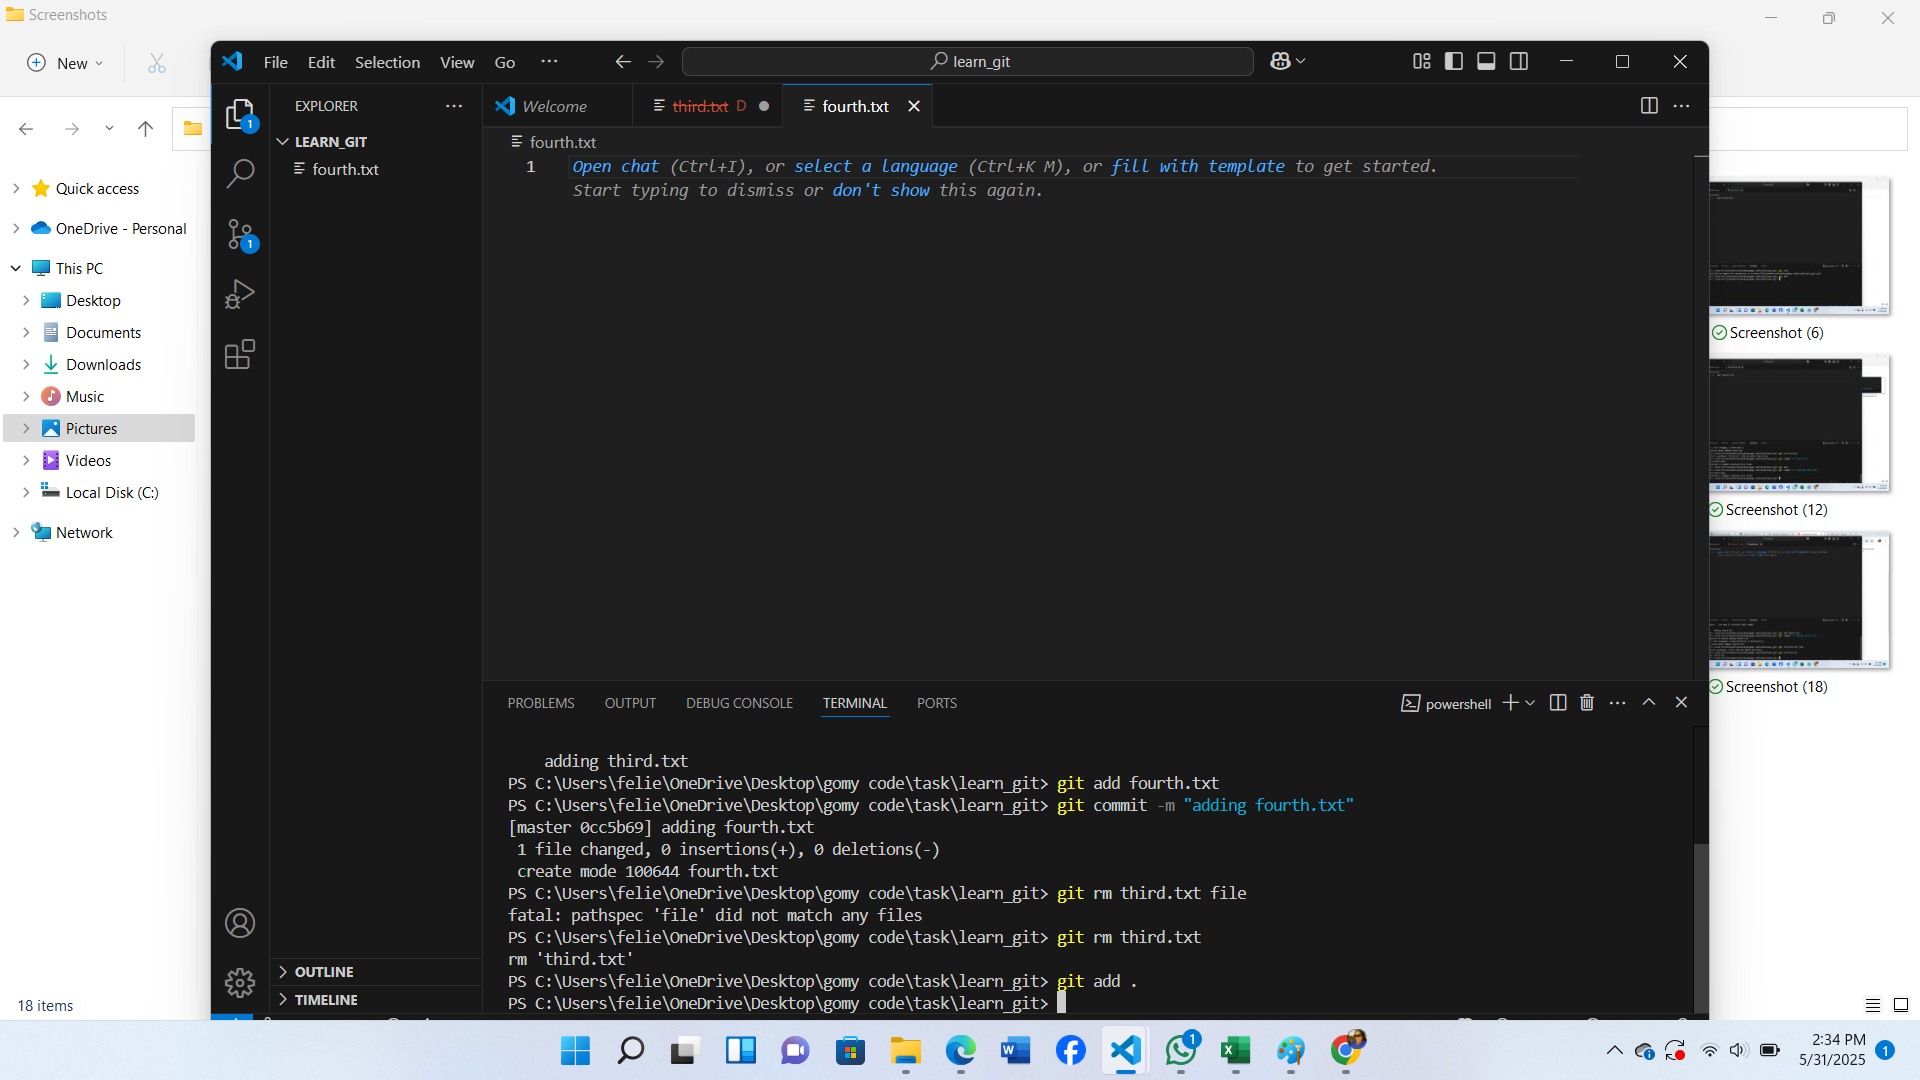 Screenshots
New
File Edit Selection View Go ··· learn_git
EXPLORER ···
Welcome
third.txt D
fourth.txt
1
LEARN_GIT
fourth.txt
fourth.txt
1 Open chat (Ctrl+I), or select a language (Ctrl+K M), or fill with template to get started.
Start typing to dismiss or don't show this again.
1
Quick access
OneDrive - Personal
This PC
Desktop
Documents
Downloads
Music
Pictures
Videos
Local Disk (C:)
Network
Screenshot (6)
Screenshot (12)
Screenshot (18)
PROBLEMS OUTPUT DEBUG CONSOLE TERMINAL PORTS powershell
adding third.txt
PS C:\Users\felie\OneDrive\Desktop\gomy code\task\learn_git> git add fourth.txt
PS C:\Users\felie\OneDrive\Desktop\gomy code\task\learn_git> git commit -m "adding fourth.txt"
[master 0cc5b69] adding fourth.txt
1 file changed, 0 insertions(+), 0 deletions(-)
create mode 100644 fourth.txt
PS C:\Users\felie\OneDrive\Desktop\gomy code\task\learn_git> git rm third.txt file
fatal: pathspec 'file' did not match any files
PS C:\Users\felie\OneDrive\Desktop\gomy code\task\learn_git> git rm third.txt
rm 'third.txt'
PS C:\Users\felie\OneDrive\Desktop\gomy code\task\learn_git> git add .
PS C:\Users\felie\OneDrive\Desktop\gomy code\task\learn_git>
OUTLINE
TIMELINE
18 items
1
2:34 PM
5/31/2025
1